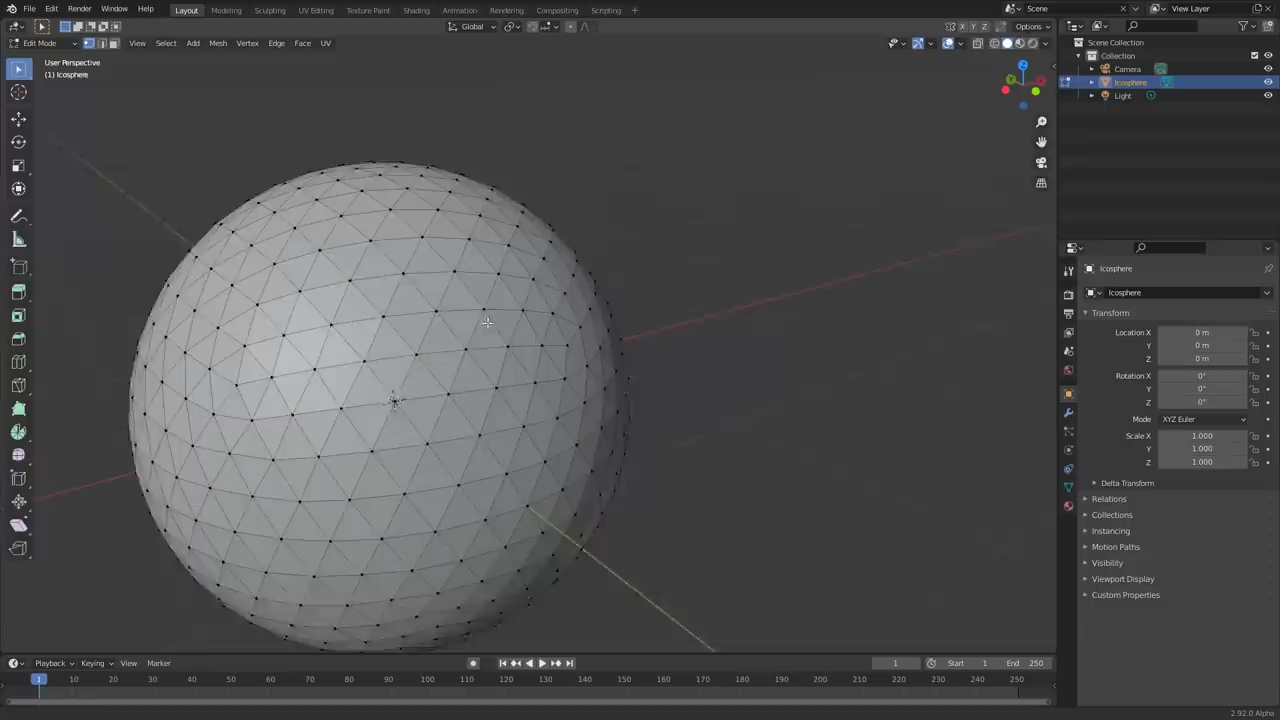 File Edit Render Window Help Layout Modeling Sculpting UV Editing Texture Paint Shading Animation Rendering Compositing Scripting + Scene View Layer
Global Options
Edit Mode View Select Add Mesh Vertex Edge Face UV
X Y Z
User Perspective
(1) Icosphere
Z
Y
Scene Collection
Collection
Camera
Icosphere
Light
Icosphere
Icosphere
Transform
Location X 0 m
Y 0 m
Z 0 m
Rotation X 0°
Y 0°
Z 0°
Mode XYZ Euler
Scale X 1.000
Y 1.000
Z 1.000
Delta Transform
Relations
Collections
Instancing
Motion Paths
Visibility
Viewport Display
Custom Properties
Playback Keying View Marker 1 Start 1 End 250
1 10 20 30 40 50 60 70 80 90 100 110 120 130 140 150 160 170 180 190 200 210 220 230 240 250
2.92.0 Alpha